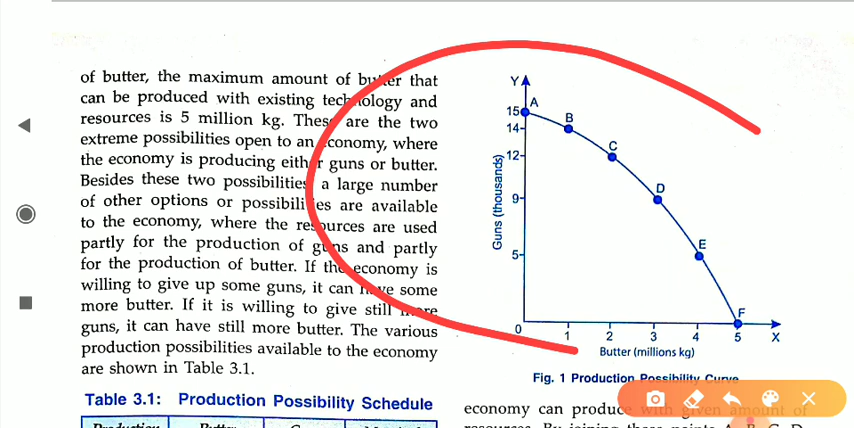 of butter, the maximum amount of butter that
can be produced with existing technology and
resources is 5 million kg. These are the two
extreme possibilities open to an economy, where
the economy is producing either guns or butter.
Besides these two possibilities a large number
of other options or possibilities are available
to the economy, where the resources are used
partly for the production of guns and partly
for the production of butter. If the economy is
willing to give up some guns, it can have some
more butter. If it is willing to give still more
guns, it can have still more butter. The various
production possibilities available to the economy
are shown in Table 3.1.
Table 3.1: Production Possibility Schedule
Production Butter
Y
15 A
14 B
12 C
9 D
5 E
F
Guns (thousands)
0 1 2 3 4 5 X
Butter (millions kg)
Fig. 1 Production Possibility Curve
economy can produce with given amount of